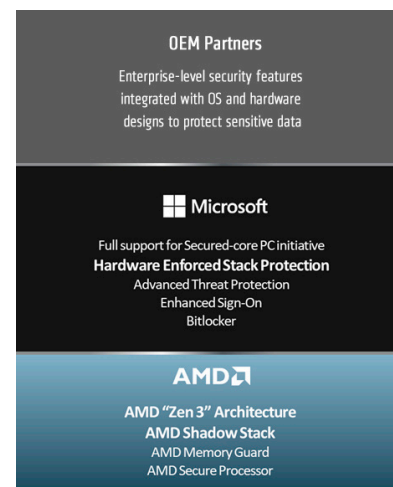 OEM Partners
Enterprise-level security features
integrated with OS and hardware
designs to protect sensitive data
Microsoft
Full support for Secured-core PC initiative
Hardware Enforced Stack Protection
Advanced Threat Protection
Enhanced Sign-On
Bitlocker
AMD
AMD “Zen 3” Architecture
AMD Shadow Stack
AMD Memory Guard
AMD Secure Processor